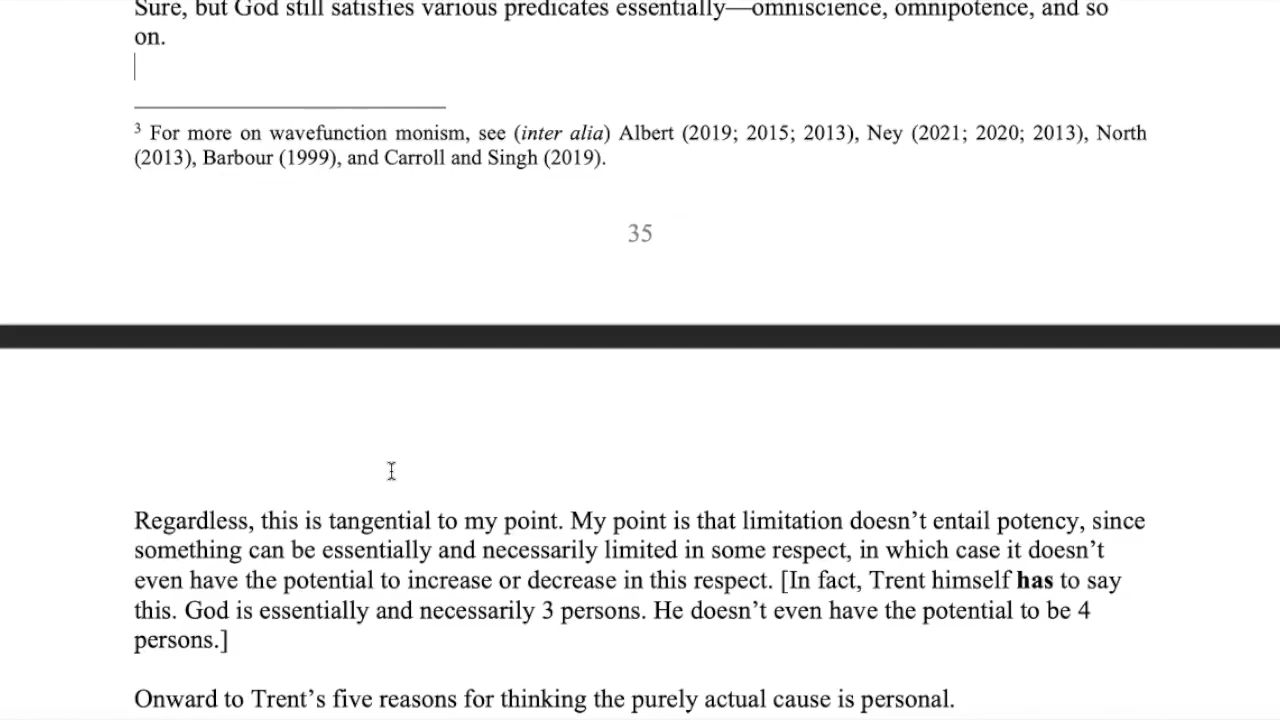 Sure, but God still satisfies various predicates essentially—omniscience, omnipotence, and so
on.
3 For more on wavefunction monism, see (inter alia) Albert (2019; 2015; 2013), Ney (2021; 2020; 2013), North
(2013), Barbour (1999), and Carroll and Singh (2019).
35
Regardless, this is tangential to my point. My point is that limitation doesn’t entail potency, since
something can be essentially and necessarily limited in some respect, in which case it doesn’t
even have the potential to increase or decrease in this respect. [In fact, Trent himself has to say
this. God is essentially and necessarily 3 persons. He doesn’t even have the potential to be 4
persons.]
Onward to Trent’s five reasons for thinking the purely actual cause is personal.